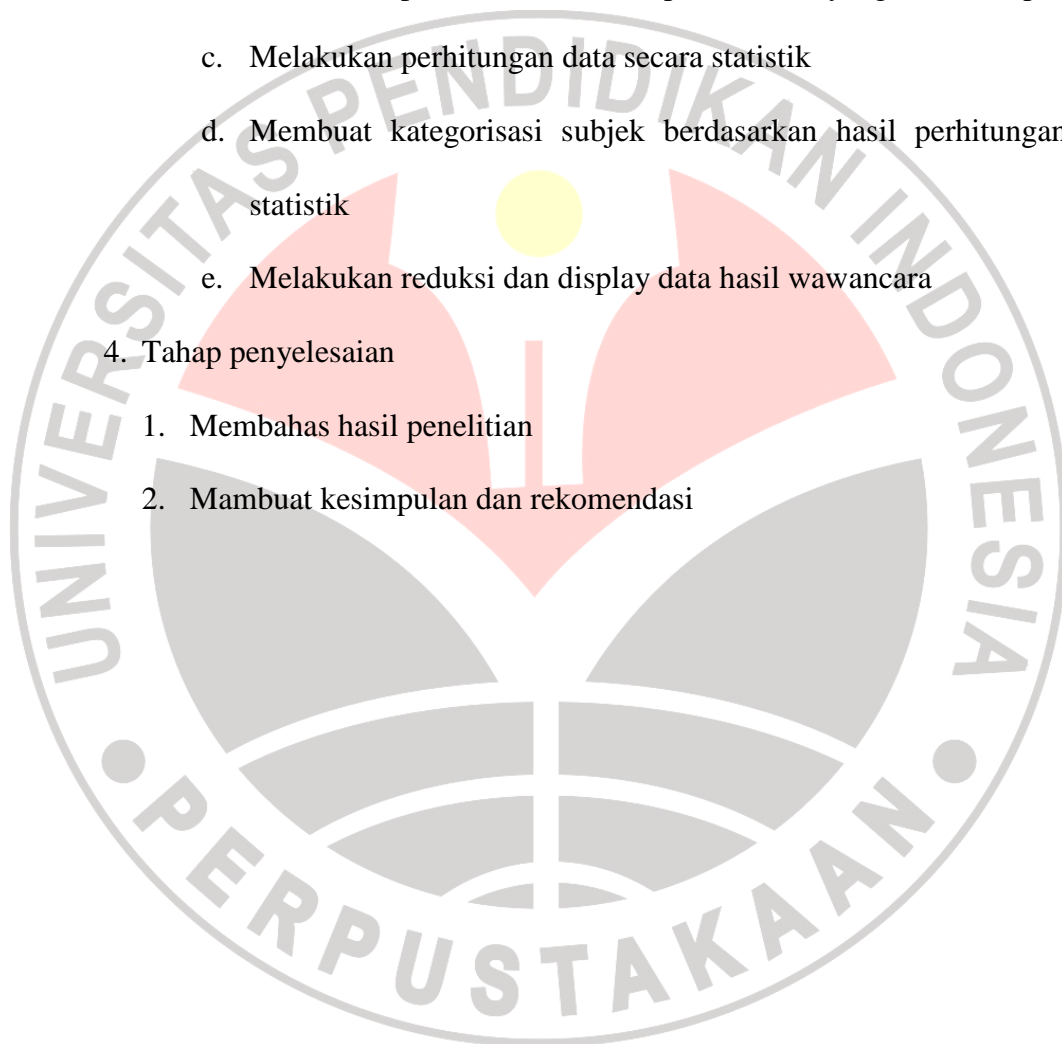 c. Melakukan perhitungan data secara statistik
d. Membuat kategorisasi subjek berdasarkan hasil perhitungan
statistik
e. Melakukan reduksi dan display data hasil wawancara
4. Tahap penyelesaian
1. Membahas hasil penelitian
2. Mambuat kesimpulan dan rekomendasi
UNIVERSITAS PENDIDIKAN INDONESIA
PERPUSTAKAAN